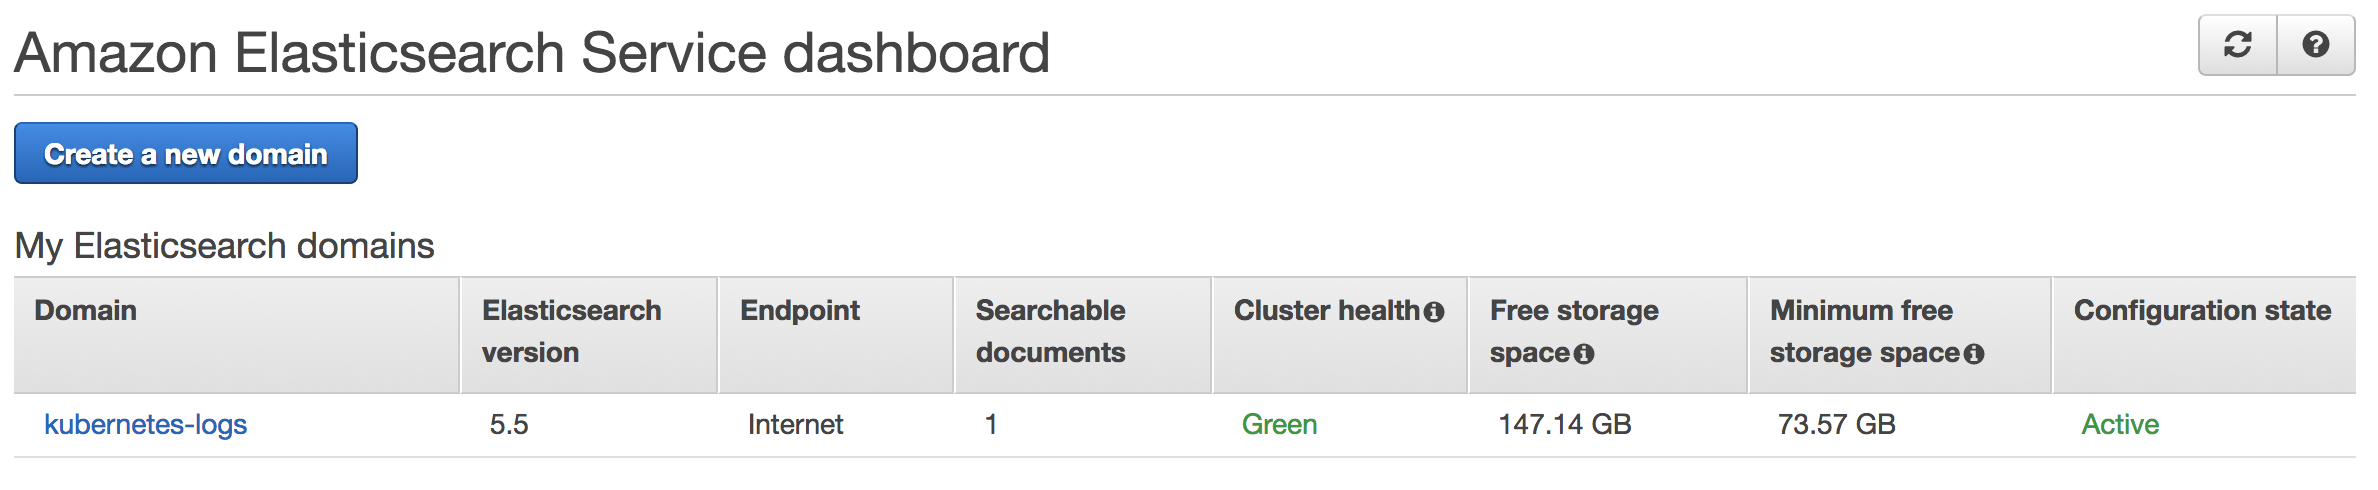 Amazon Elasticsearch Service dashboard
Create a new domain
My Elasticsearch domains
Domain
Elasticsearch
version
Endpoint
Searchable
documents
Cluster health
Free storage
space
Minimum free
storage space
Configuration state
kubernetes-logs
5.5
Internet
1
Green
147.14 GB
73.57 GB
Active